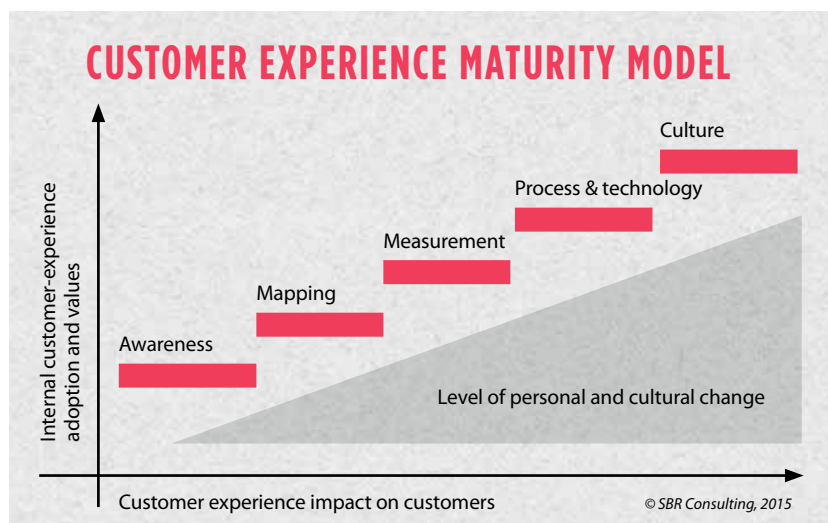 CUSTOMER EXPERIENCE MATURITY MODEL
Culture
Process & technology
Measurement
Mapping
Awareness
Level of personal and cultural change
Internal customer-experience
adoption and values
Customer experience impact on customers
© SBR Consulting, 2015